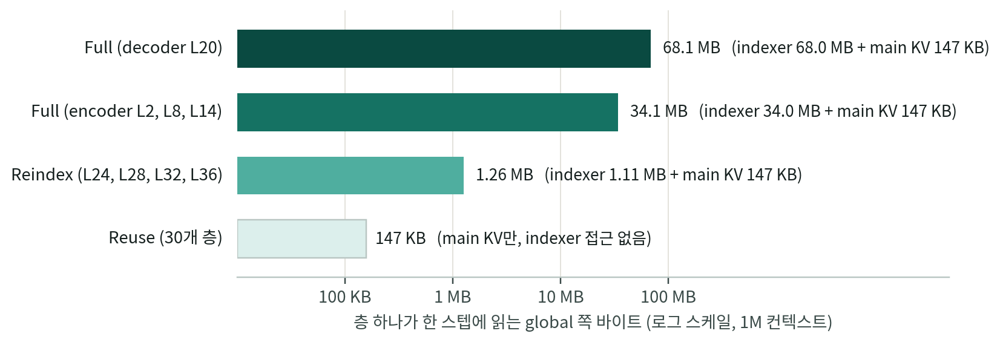 Full (decoder L20) 68.1 MB (indexer 68.0 MB + main KV 147 KB)
Full (encoder L2, L8, L14) 34.1 MB (indexer 34.0 MB + main KV 147 KB)
Reindex (L24, L28, L32, L36) 1.26 MB (indexer 1.11 MB + main KV 147 KB)
Reuse (30개 층) 147 KB (main KV만, indexer 접근 없음)
100 KB 1 MB 10 MB 100 MB
층 하나가 한 스텝에 읽는 global 쪽 바이트 (로그 스케일, 1M 컨텍스트)